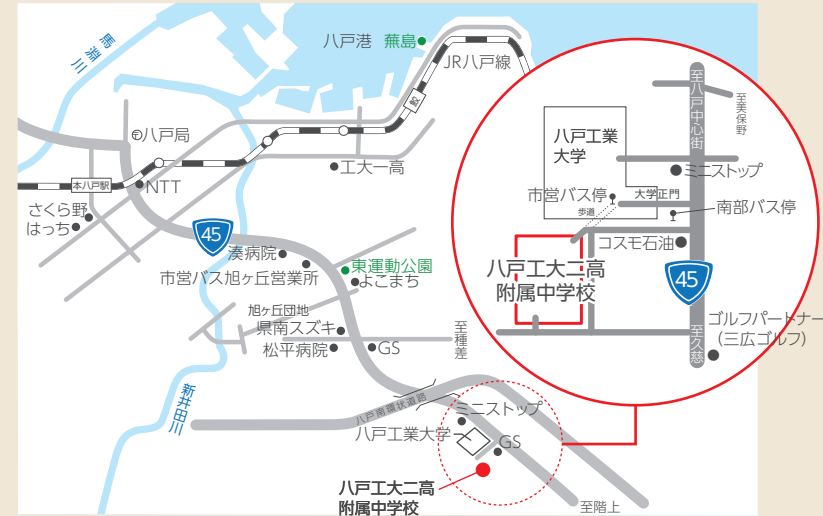 馬淵川
八戸港 蕪島
JR八戸線
鮫
〶八戸局
本八戸駅
NTT
工大一高
さくら野
はっち
45
湊病院
市営バス旭ヶ丘営業所
東運動公園
よこまち
旭ヶ丘団地
県南スズキ
松平病院
GS
至種差
新井田川
八戸南環状道路
ミニストップ
八戸工業大学
GS
八戸工大二高
附属中学校
至階上
至八戸中心街
至美保野
八戸工業
大学
ミニストップ
市営バス停
大学正門
歩道
南部バス停
コスモ石油
八戸工大二高
附属中学校
45
ゴルフパートナー
（三広ゴルフ）
至久慈